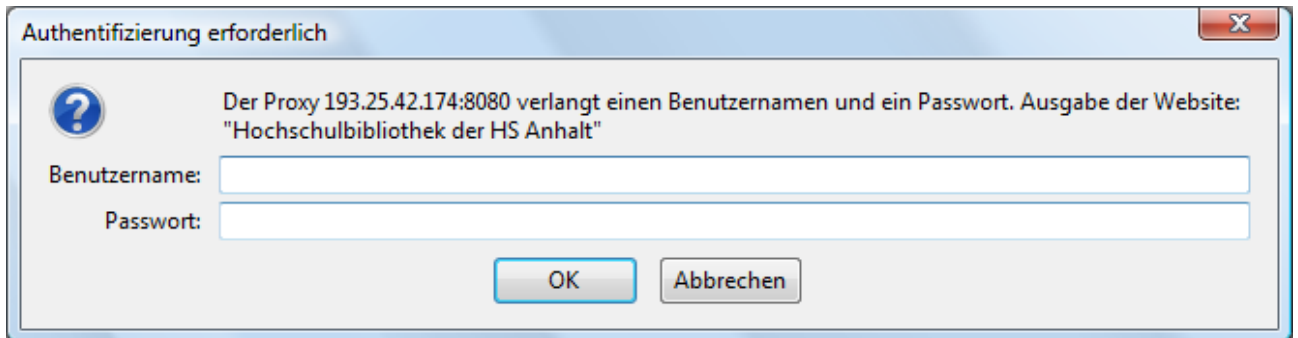 Authentifizierung erforderlich
Der Proxy 193.25.42.174:8080 verlangt einen Benutzernamen und ein Passwort. Ausgabe der Website:
"Hochschulbibliothek der HS Anhalt"
Benutzername:
Passwort:
OK
Abbrechen